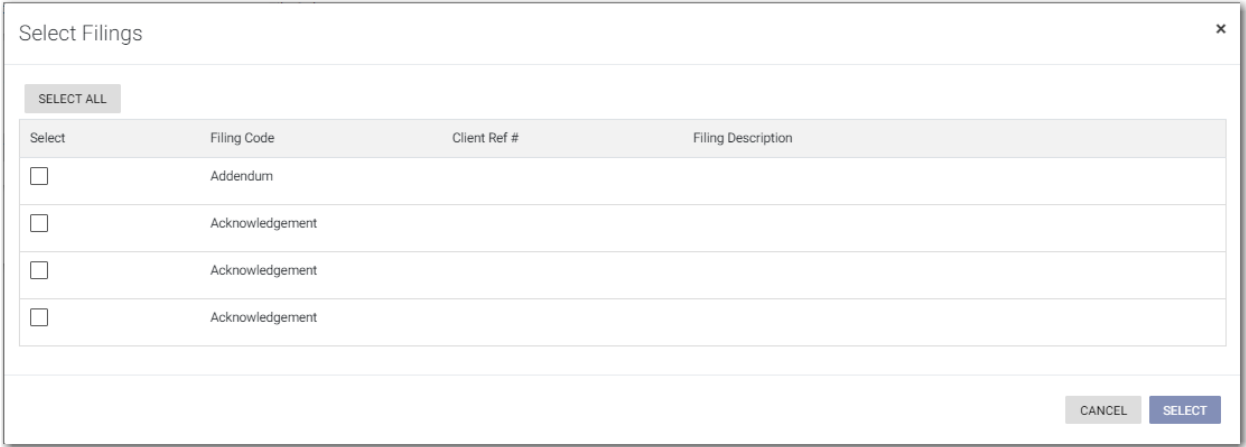 Select Filings ×
SELECT ALL
Select Filing Code Client Ref # Filing Description
Addendum
Acknowledgement
Acknowledgement
Acknowledgement
CANCEL SELECT